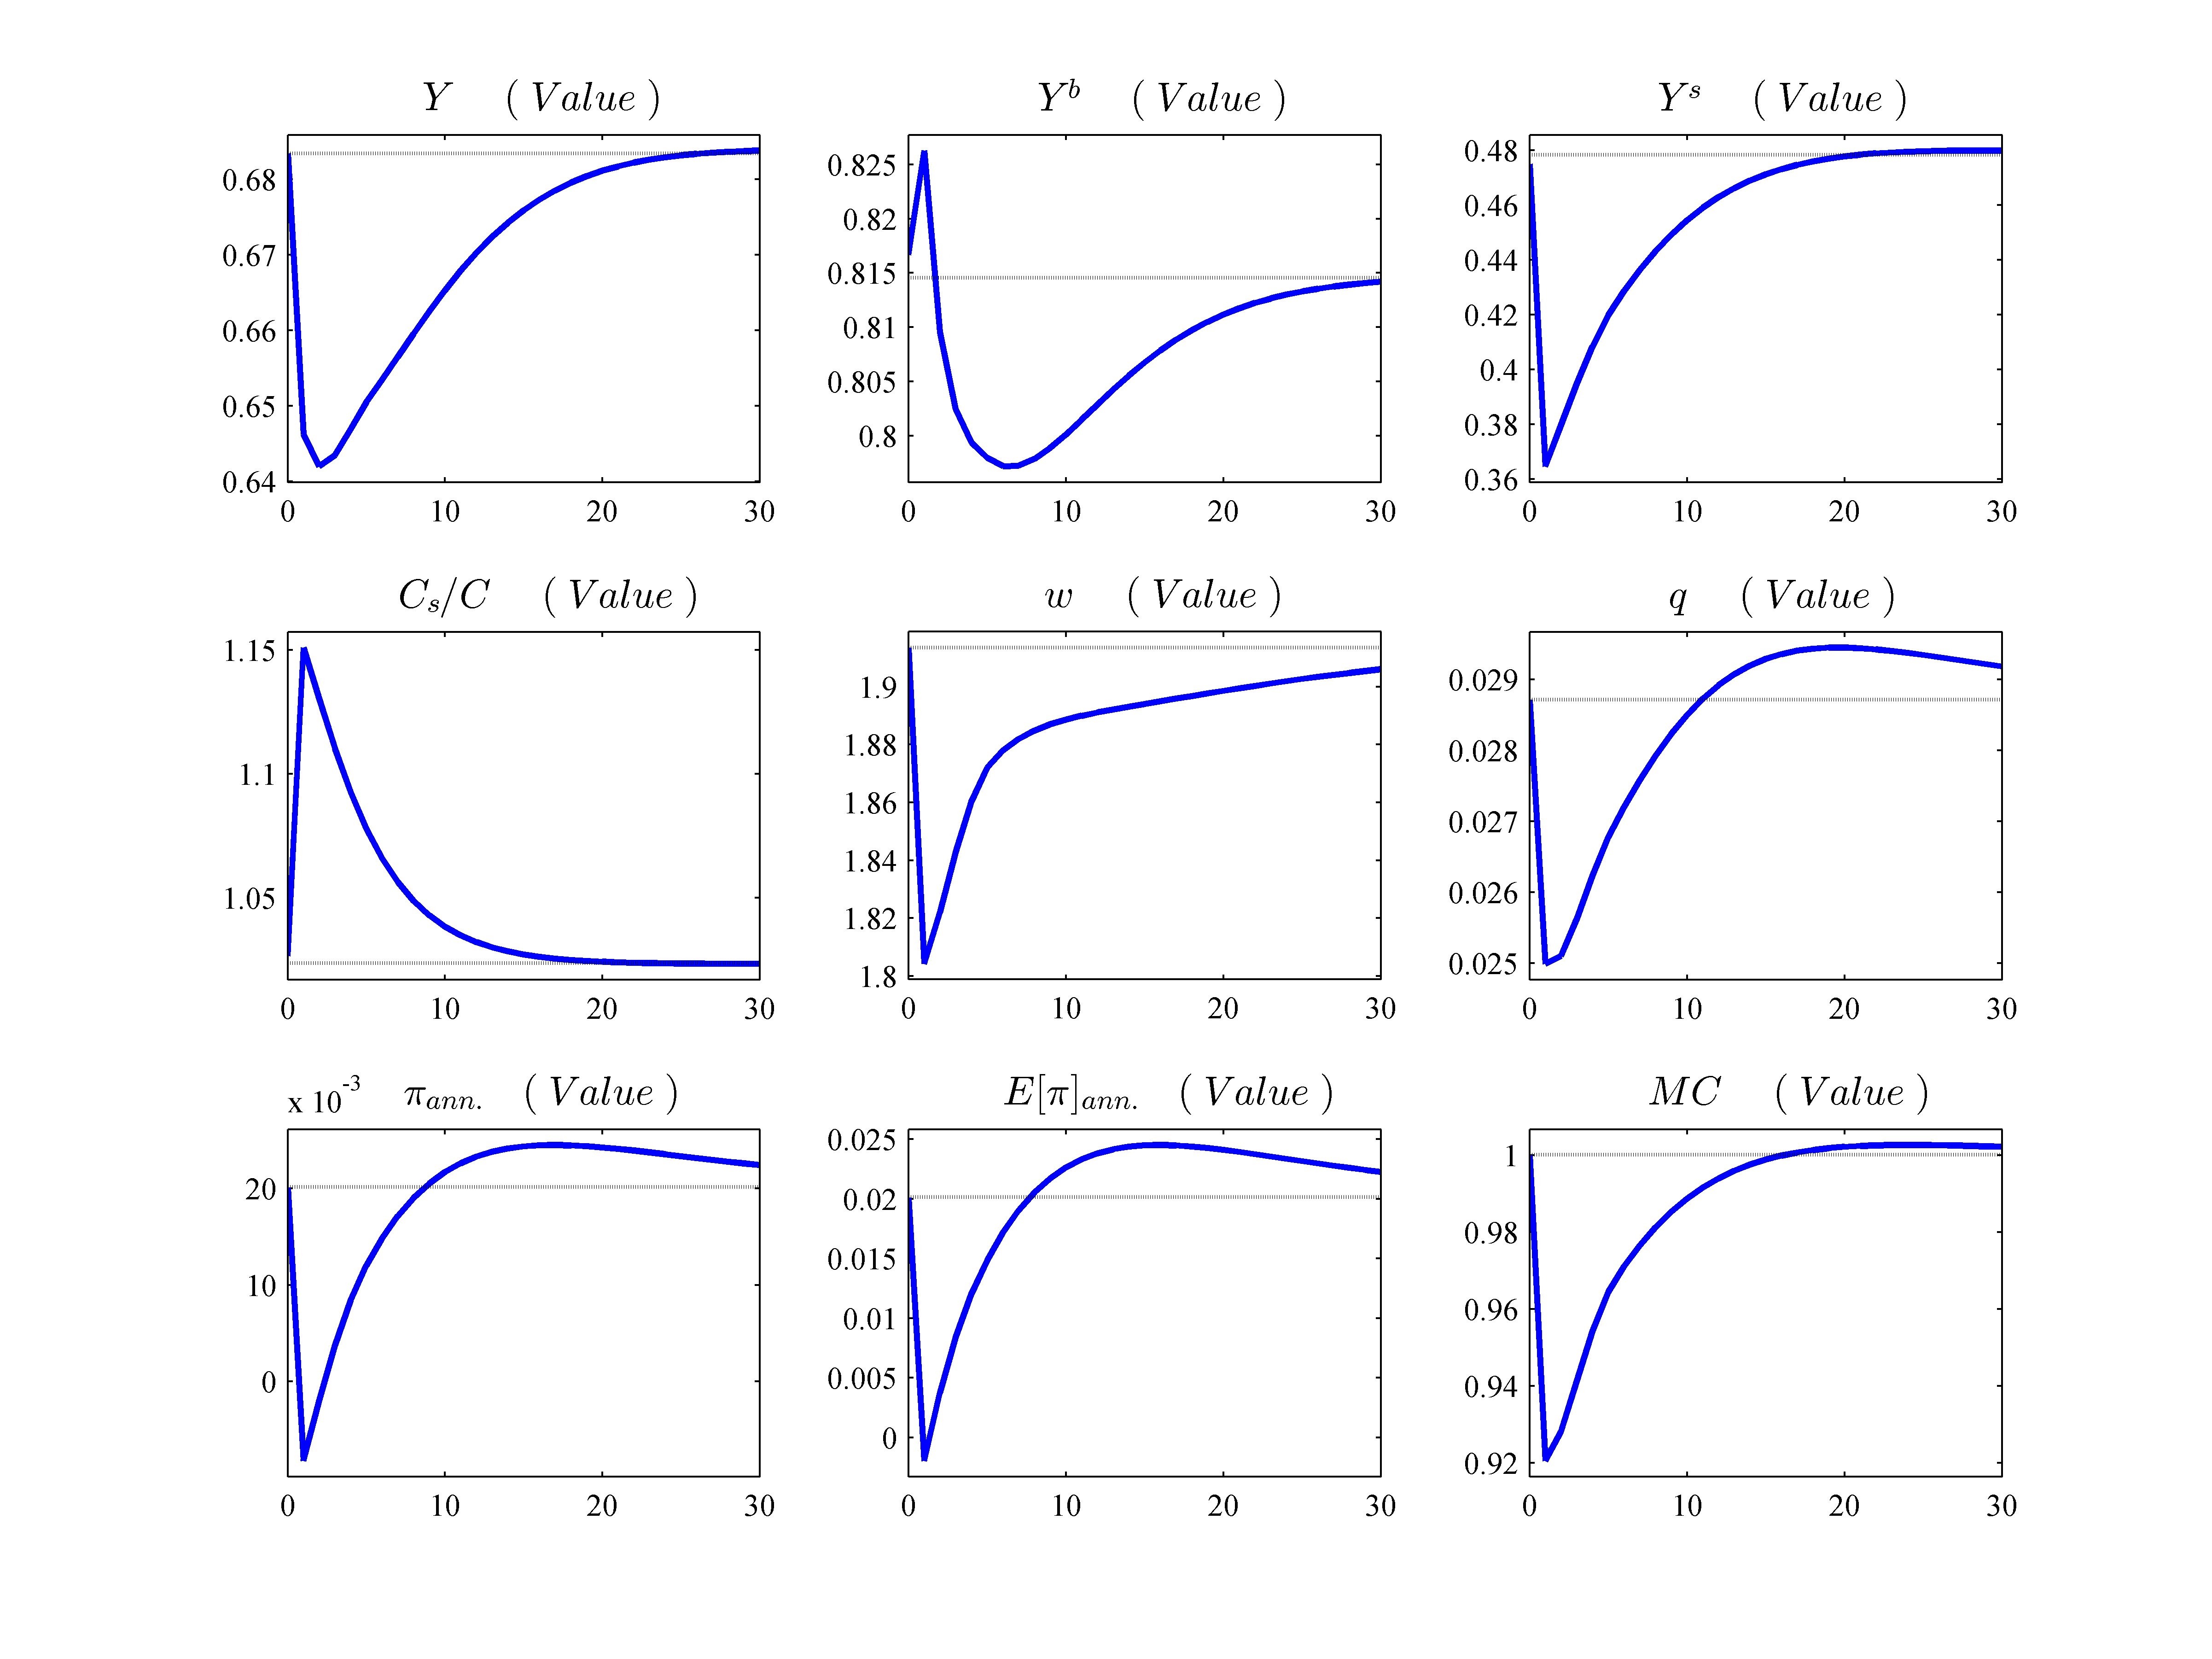 Y ( Value )
0.68
0.67
0.66
0.65
0.64
0 10 20 30
Y^b ( Value )
0.825
0.82
0.815
0.81
0.805
0.8
0 10 20 30
Y^s ( Value )
0.48
0.46
0.44
0.42
0.4
0.38
0.36
0 10 20 30
C_s/C ( Value )
1.15
1.1
1.05
0 10 20 30
w ( Value )
1.9
1.88
1.86
1.84
1.82
1.8
0 10 20 30
q ( Value )
0.029
0.028
0.027
0.026
0.025
0 10 20 30
x 10^-3 π_ann. ( Value )
20
10
0
0 10 20 30
E[π]_ann. ( Value )
0.025
0.02
0.015
0.01
0.005
0
0 10 20 30
MC ( Value )
1
0.98
0.96
0.94
0.92
0 10 20 30